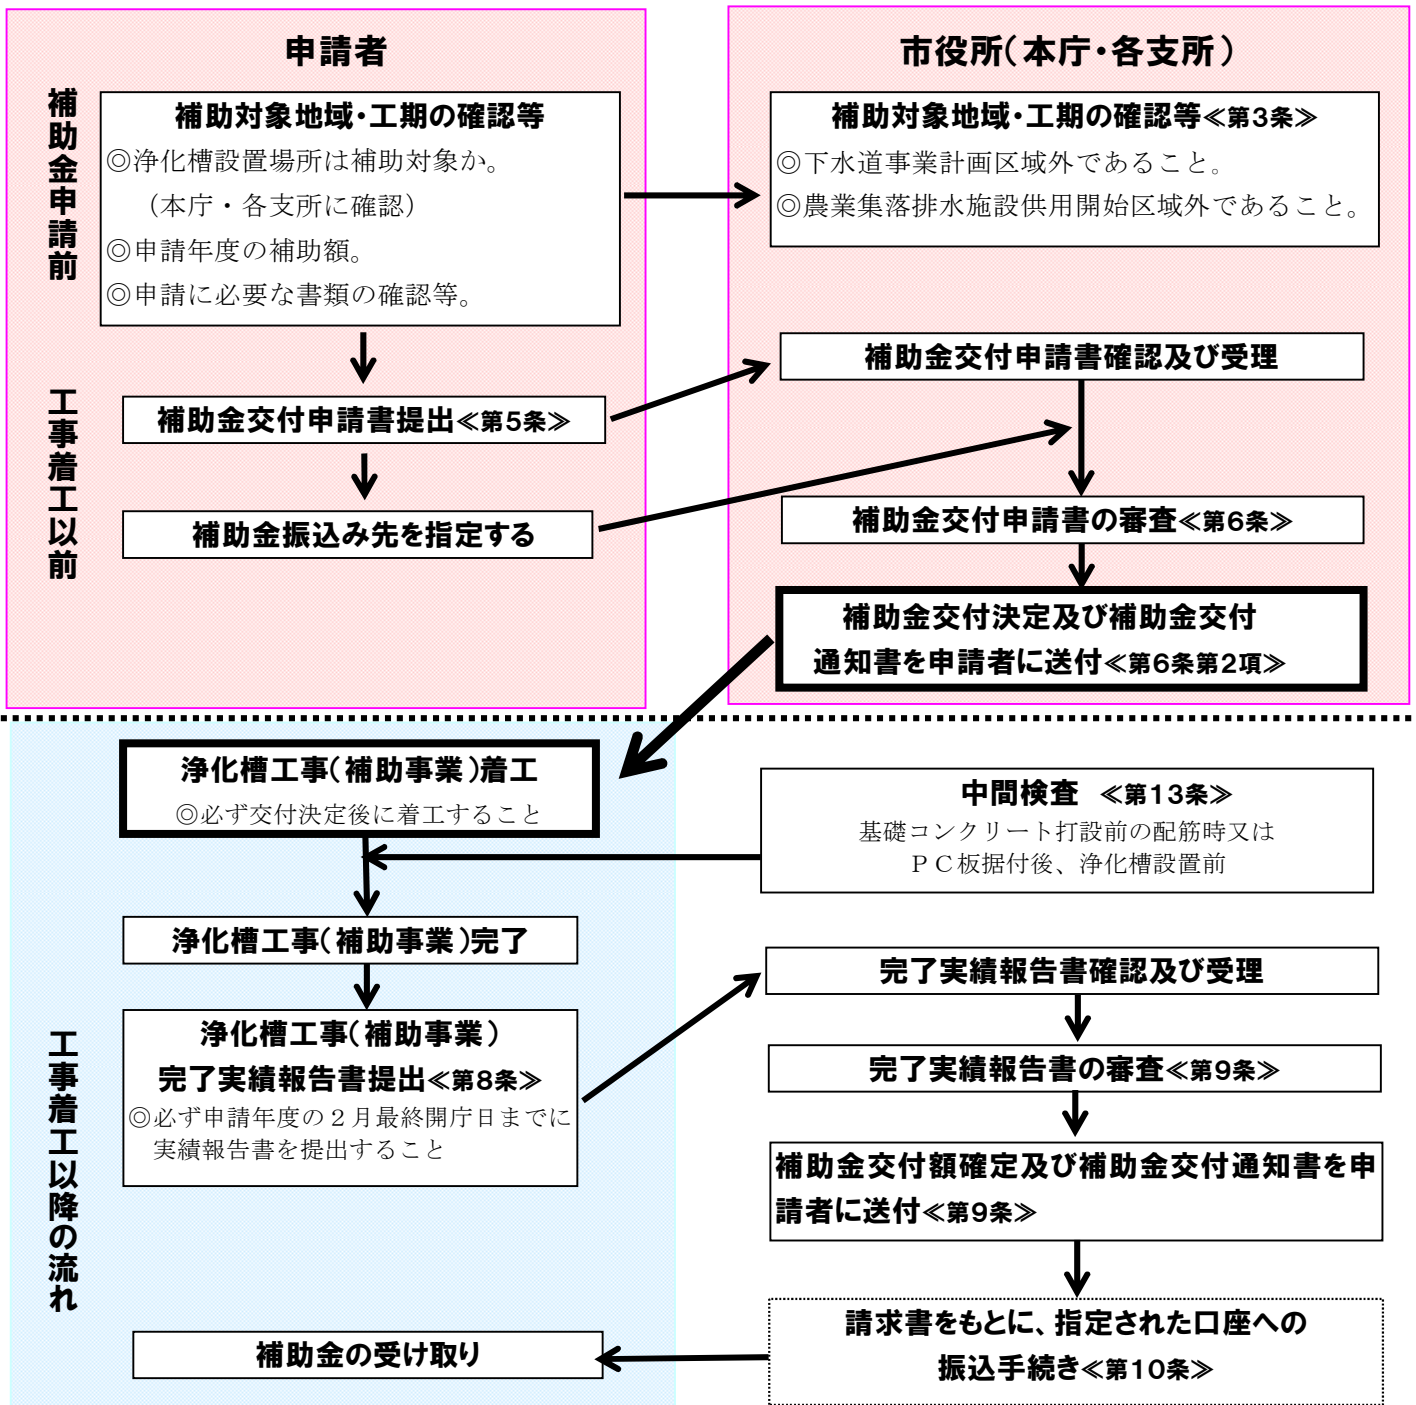 申請者
補助金申請前
補助対象地域・工期の確認等
◎浄化槽設置場所は補助対象か。
（本庁・各支所に確認）
◎申請年度の補助額。
◎申請に必要な書類の確認等。
工事着工以前
補助金交付申請書提出≪第5条≫
補助金振込み先を指定する
市役所（本庁・各支所）
補助対象地域・工期の確認等≪第3条≫
◎下水道事業計画区域外であること。
◎農業集落排水施設供用開始区域外であること。
補助金交付申請書確認及び受理
補助金交付申請書の審査≪第6条≫
補助金交付決定及び補助金交付
通知書を申請者に送付≪第6条第2項≫
工事着工以降の流れ
浄化槽工事（補助事業）着工
◎必ず交付決定後に着工すること
中間検査　≪第13条≫
基礎コンクリート打設前の配筋時又は
ＰＣ板据付後、浄化槽設置前
浄化槽工事（補助事業）完了
浄化槽工事（補助事業）
完了実績報告書提出≪第8条≫
◎必ず申請年度の２月最終開庁日までに
実績報告書を提出すること
完了実績報告書確認及び受理
完了実績報告書の審査≪第9条≫
補助金交付額確定及び補助金交付通知書を申
請者に送付≪第9条≫
請求書をもとに、指定された口座への
振込手続き≪第10条≫
補助金の受け取り